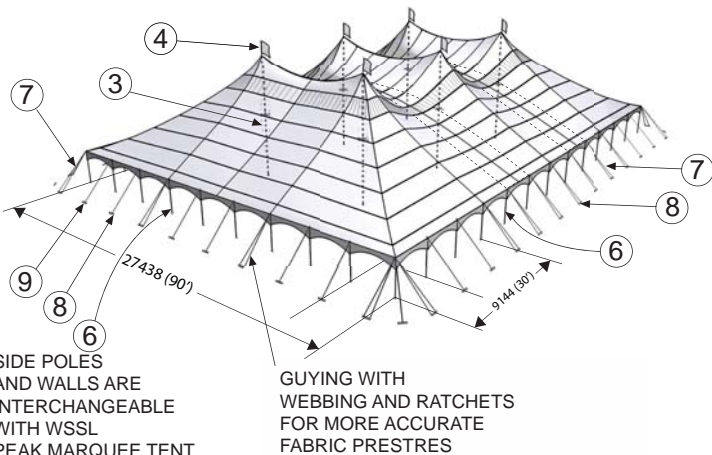 4
3
7
7
8
9
6
8
6
27438 (90')
9144 (30')
SIDE POLES
AND WALLS ARE
NTERCHANGEABLE
WITH WSSL
PEAK MARQUEE TENT
GUYING WITH
WEBBING AND RATCHETS
FOR MORE ACCURATE
FABRIC PRESTRES